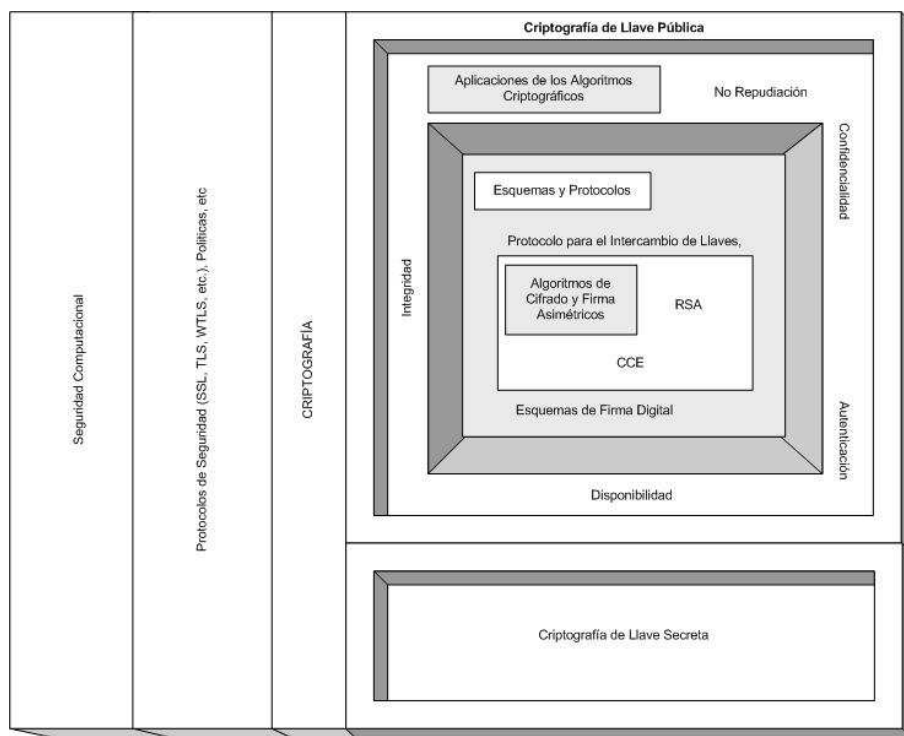 Seguridad Computacional
Protocolos de Seguridad (SSL, TLS, WTLS, etc.), Políticas, etc
CRIPTOGRAFÍA
Criptografía de Llave Pública
Aplicaciones de los Algoritmos
Criptográficos
No Repudiación
Confidencialidad
Integridad
Esquemas y Protocolos
Protocolo para el Intercambio de Llaves,
Algoritmos de
Cifrado y Firma
Asimétricos
RSA
CCE
Esquemas de Firma Digital
Autenticación
Disponibilidad
Criptografía de Llave Secreta